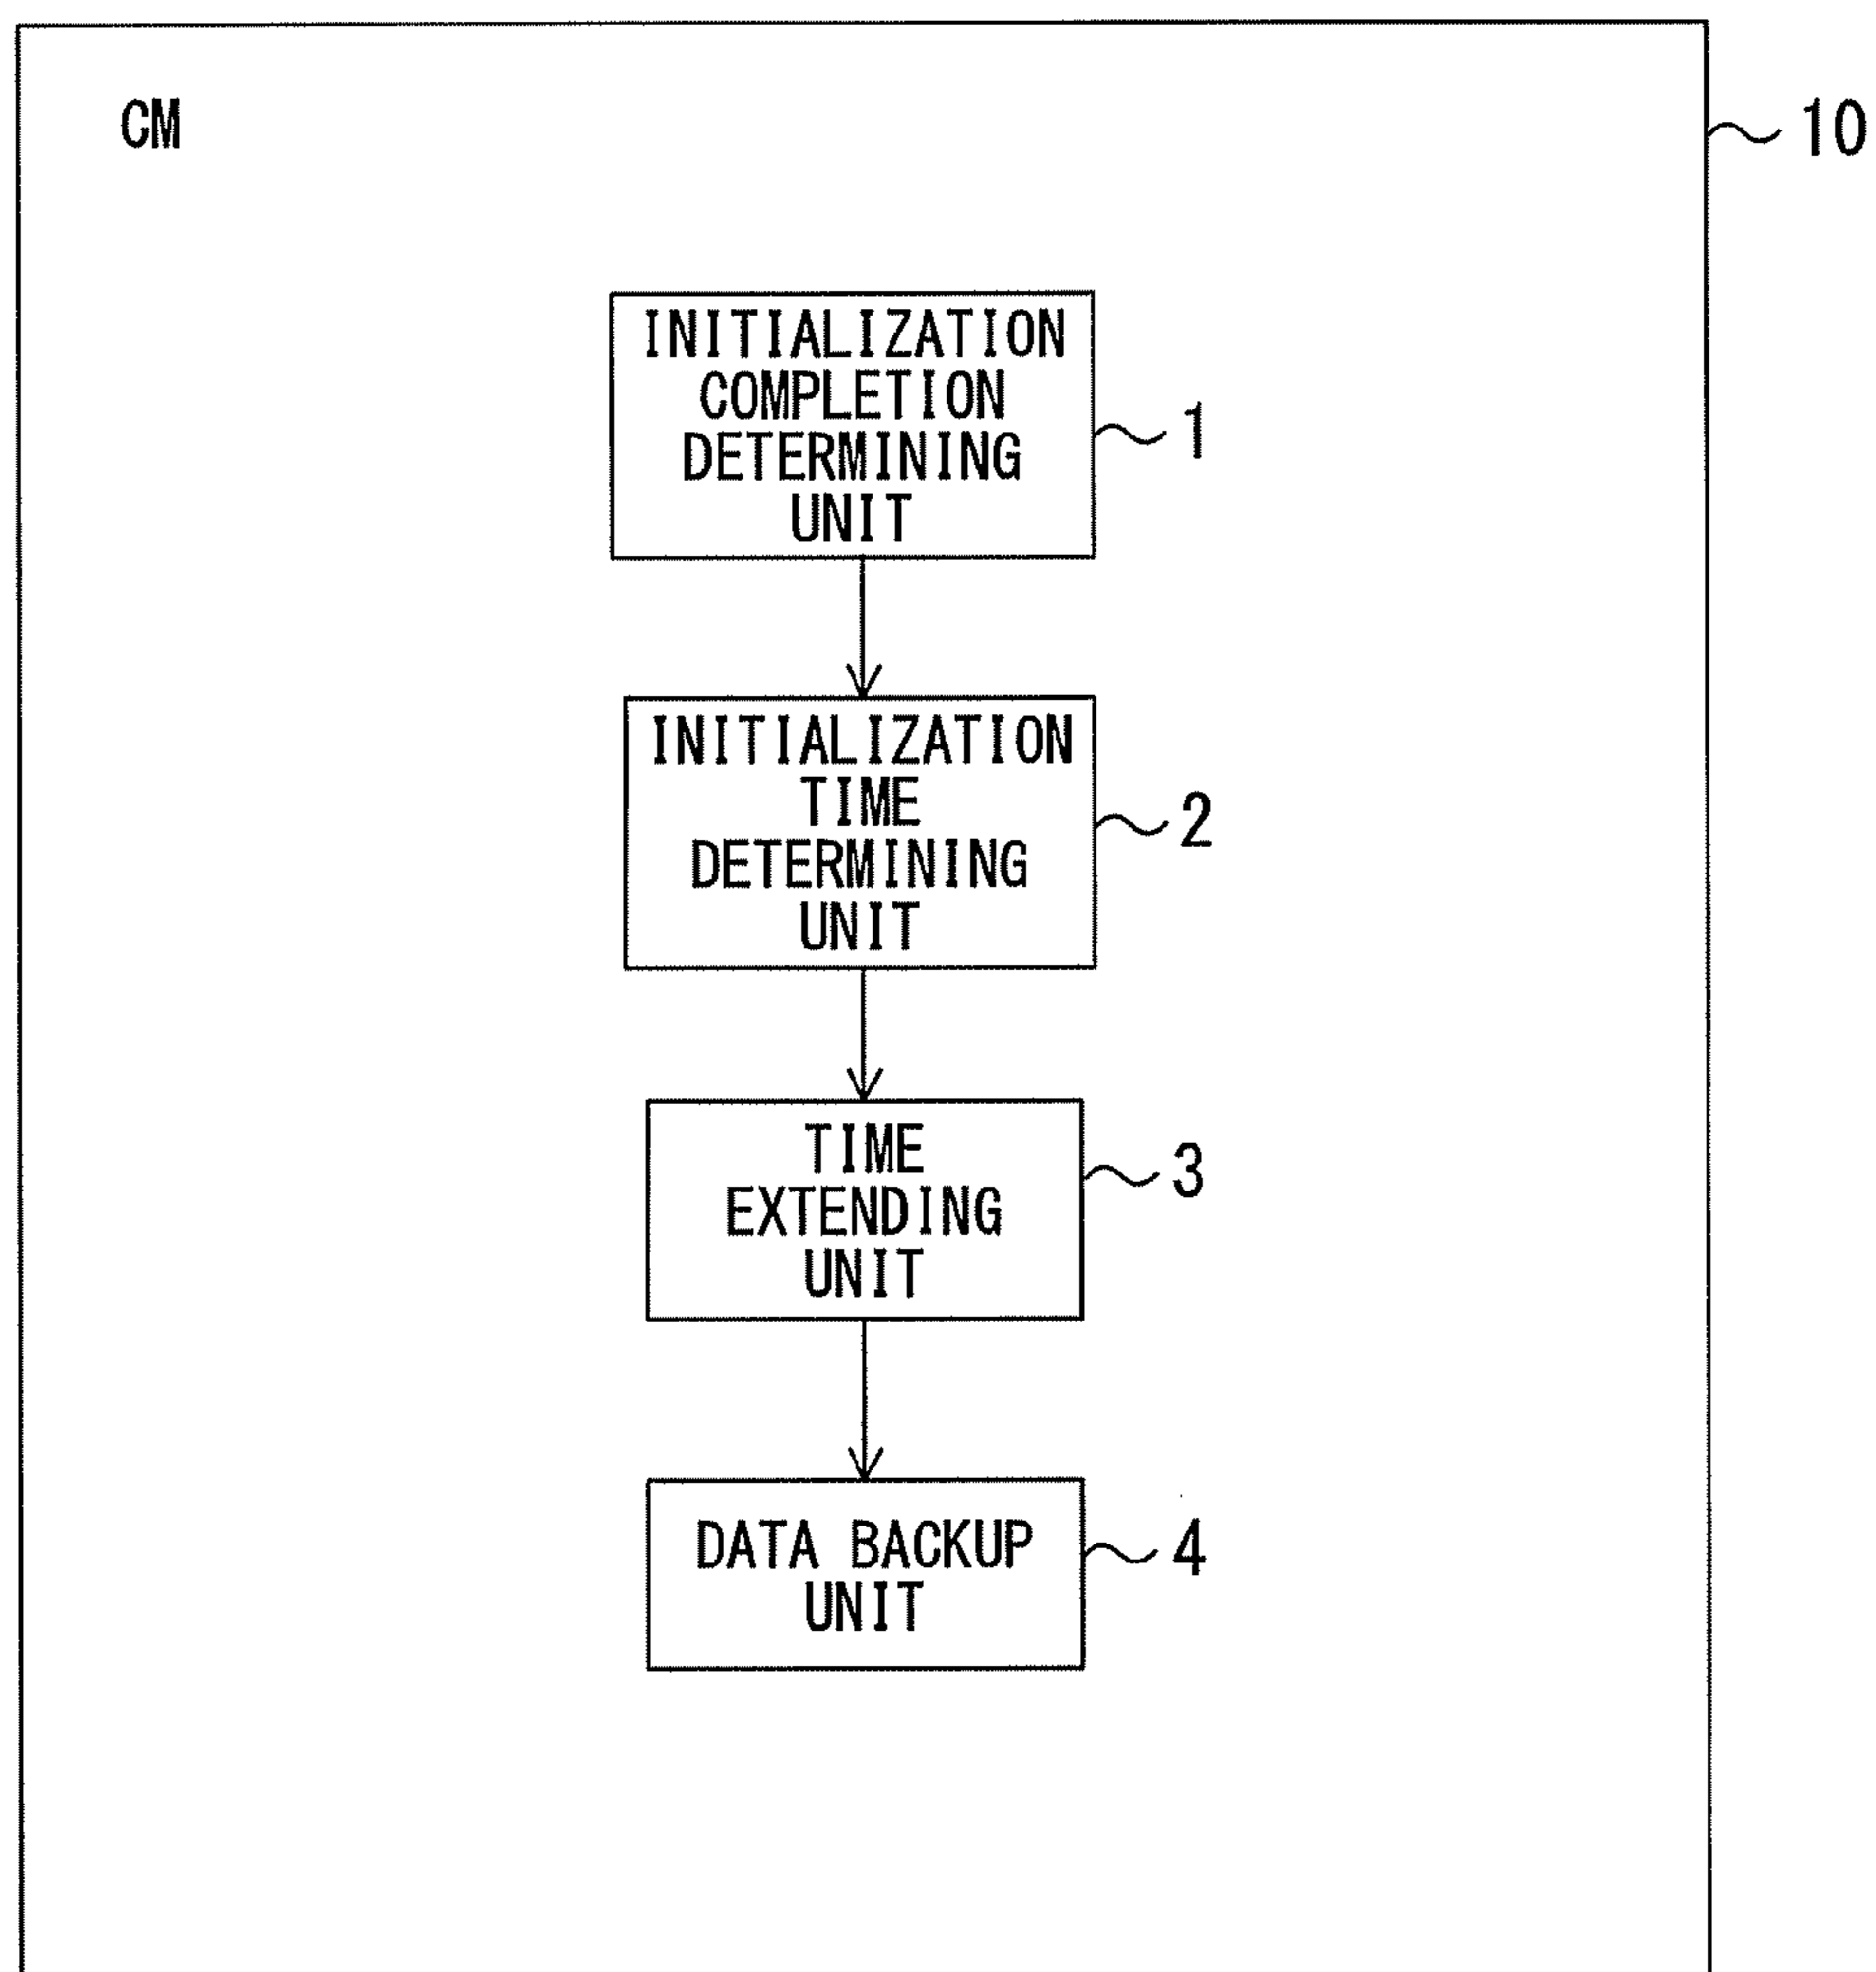 CM
10
INITIALIZATION
COMPLETION
DETERMINING
UNIT
1
INITIALIZATION
TIME
DETERMINING
UNIT
2
TIME
EXTENDING
UNIT
3
DATA BACKUP
UNIT
4